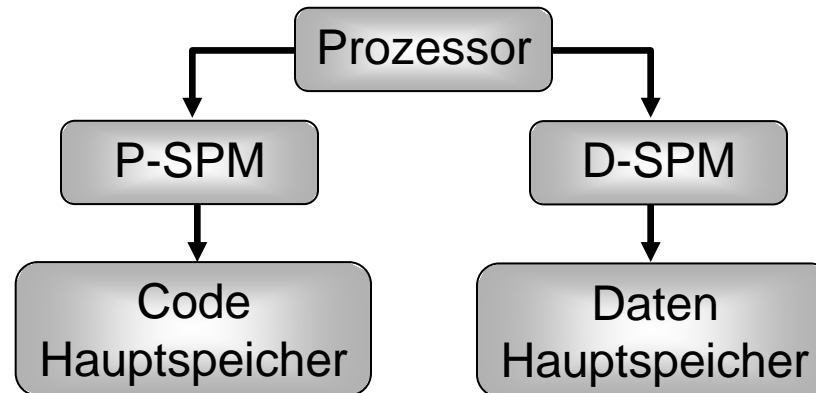 Prozessor
P-SPM
D-SPM
Code
Hauptspeicher
Daten
Hauptspeicher